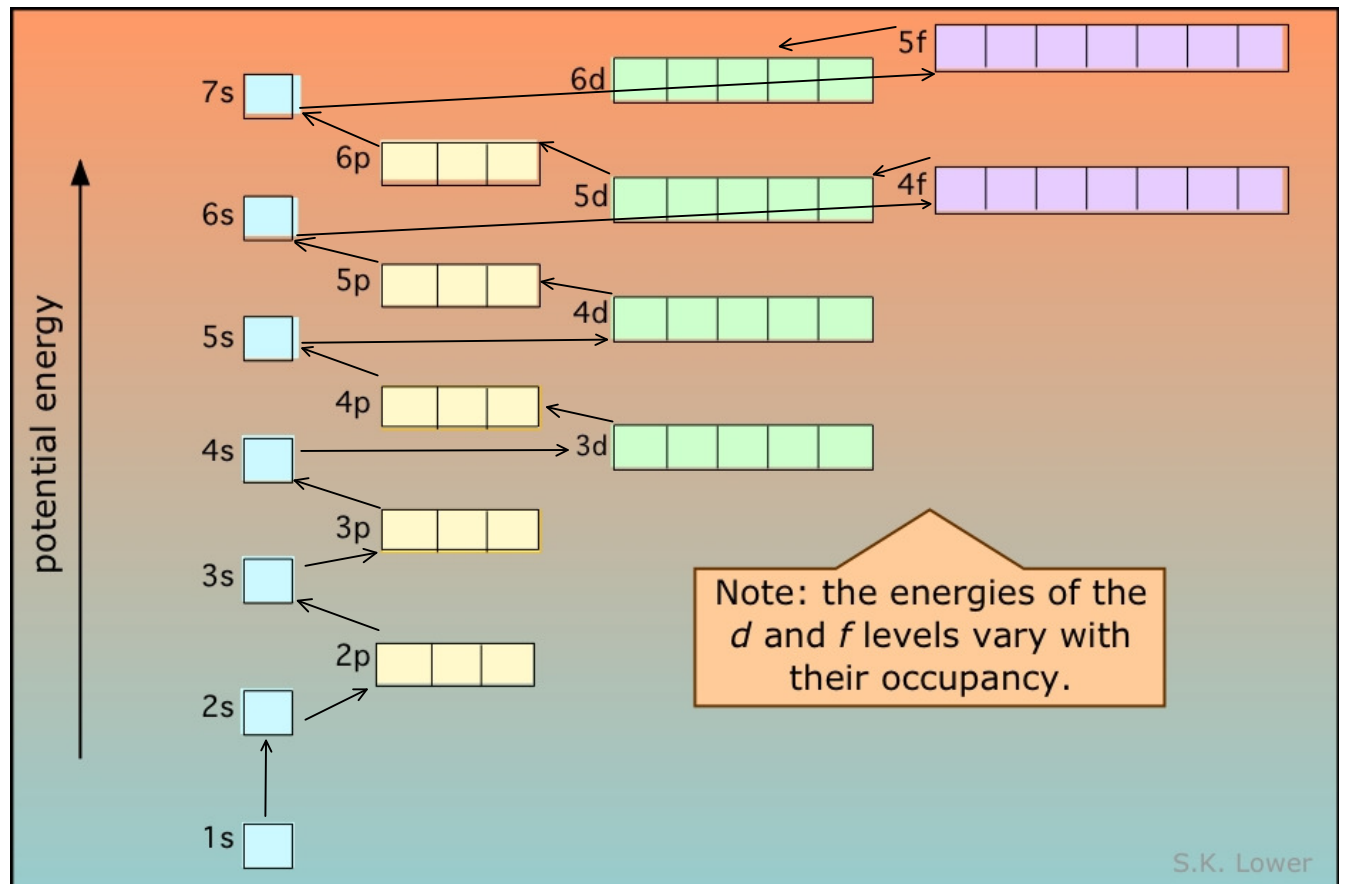 5f
6d
7s
6p
5d
4f
6s
5p
4d
5s
4p
4s
3d
3p
3s
2p
2s
1s
potential energy
Note: the energies of the
d and f levels vary with
their occupancy.
S.K. Lower